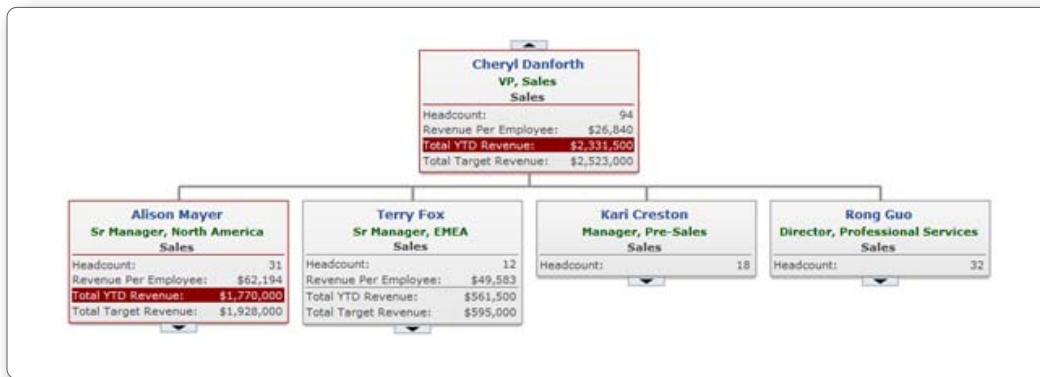 Cheryl Danforth
VP, Sales
Sales
Headcount: 94
Revenue Per Employee: $26,840
Total YTD Revenue: $2,331,500
Total Target Revenue: $2,523,000
Alison Mayer
Sr Manager, North America
Sales
Headcount: 31
Revenue Per Employee: $62,194
Total YTD Revenue: $1,770,000
Total Target Revenue: $1,928,000
Terry Fox
Sr Manager, EMEA
Sales
Headcount: 12
Revenue Per Employee: $49,583
Total YTD Revenue: $561,500
Total Target Revenue: $595,000
Kari Creston
Manager, Pre-Sales
Sales
Headcount: 18
Rong Guo
Director, Professional Services
Sales
Headcount: 32